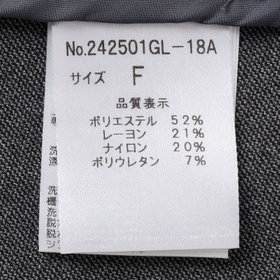 No.242501GL-18A
サイズ F
品質表示
ポリエステル 52%
レーヨン 21%
ナイロン 20%
ポリウレタン 7%